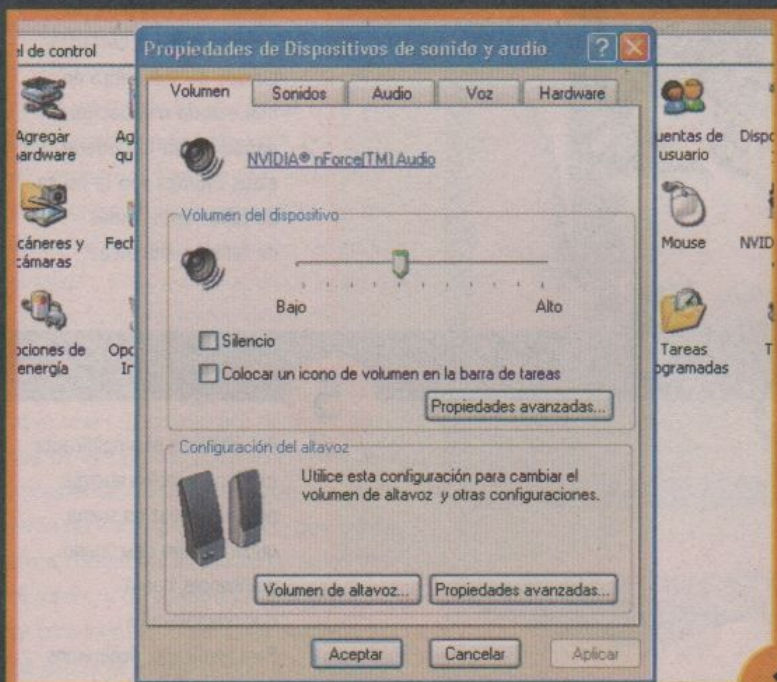 el de control
Propiedades de Dispositivos de sonido y audio
Volumen Sonidos Audio Voz Hardware
Agregar
hardware
NVIDIA® nForce(TM) Audio
Volumen del dispositivo
Bajo Alto
Silencio
Colocar un icono de volumen en la barra de tareas
Propiedades avanzadas...
Configuración del altavoz
Utilice esta configuración para cambiar el
volumen de altavoz y otras configuraciones.
Volumen de altavoz... Propiedades avanzadas...
Aceptar Cancelar Aplicar
cáneres y
cámaras
pciones de
energía
Ag
qu
Fech
Opc
Ir
uentas de
usuario
Dispo
Mouse
NVID
Tareas
ogramadas